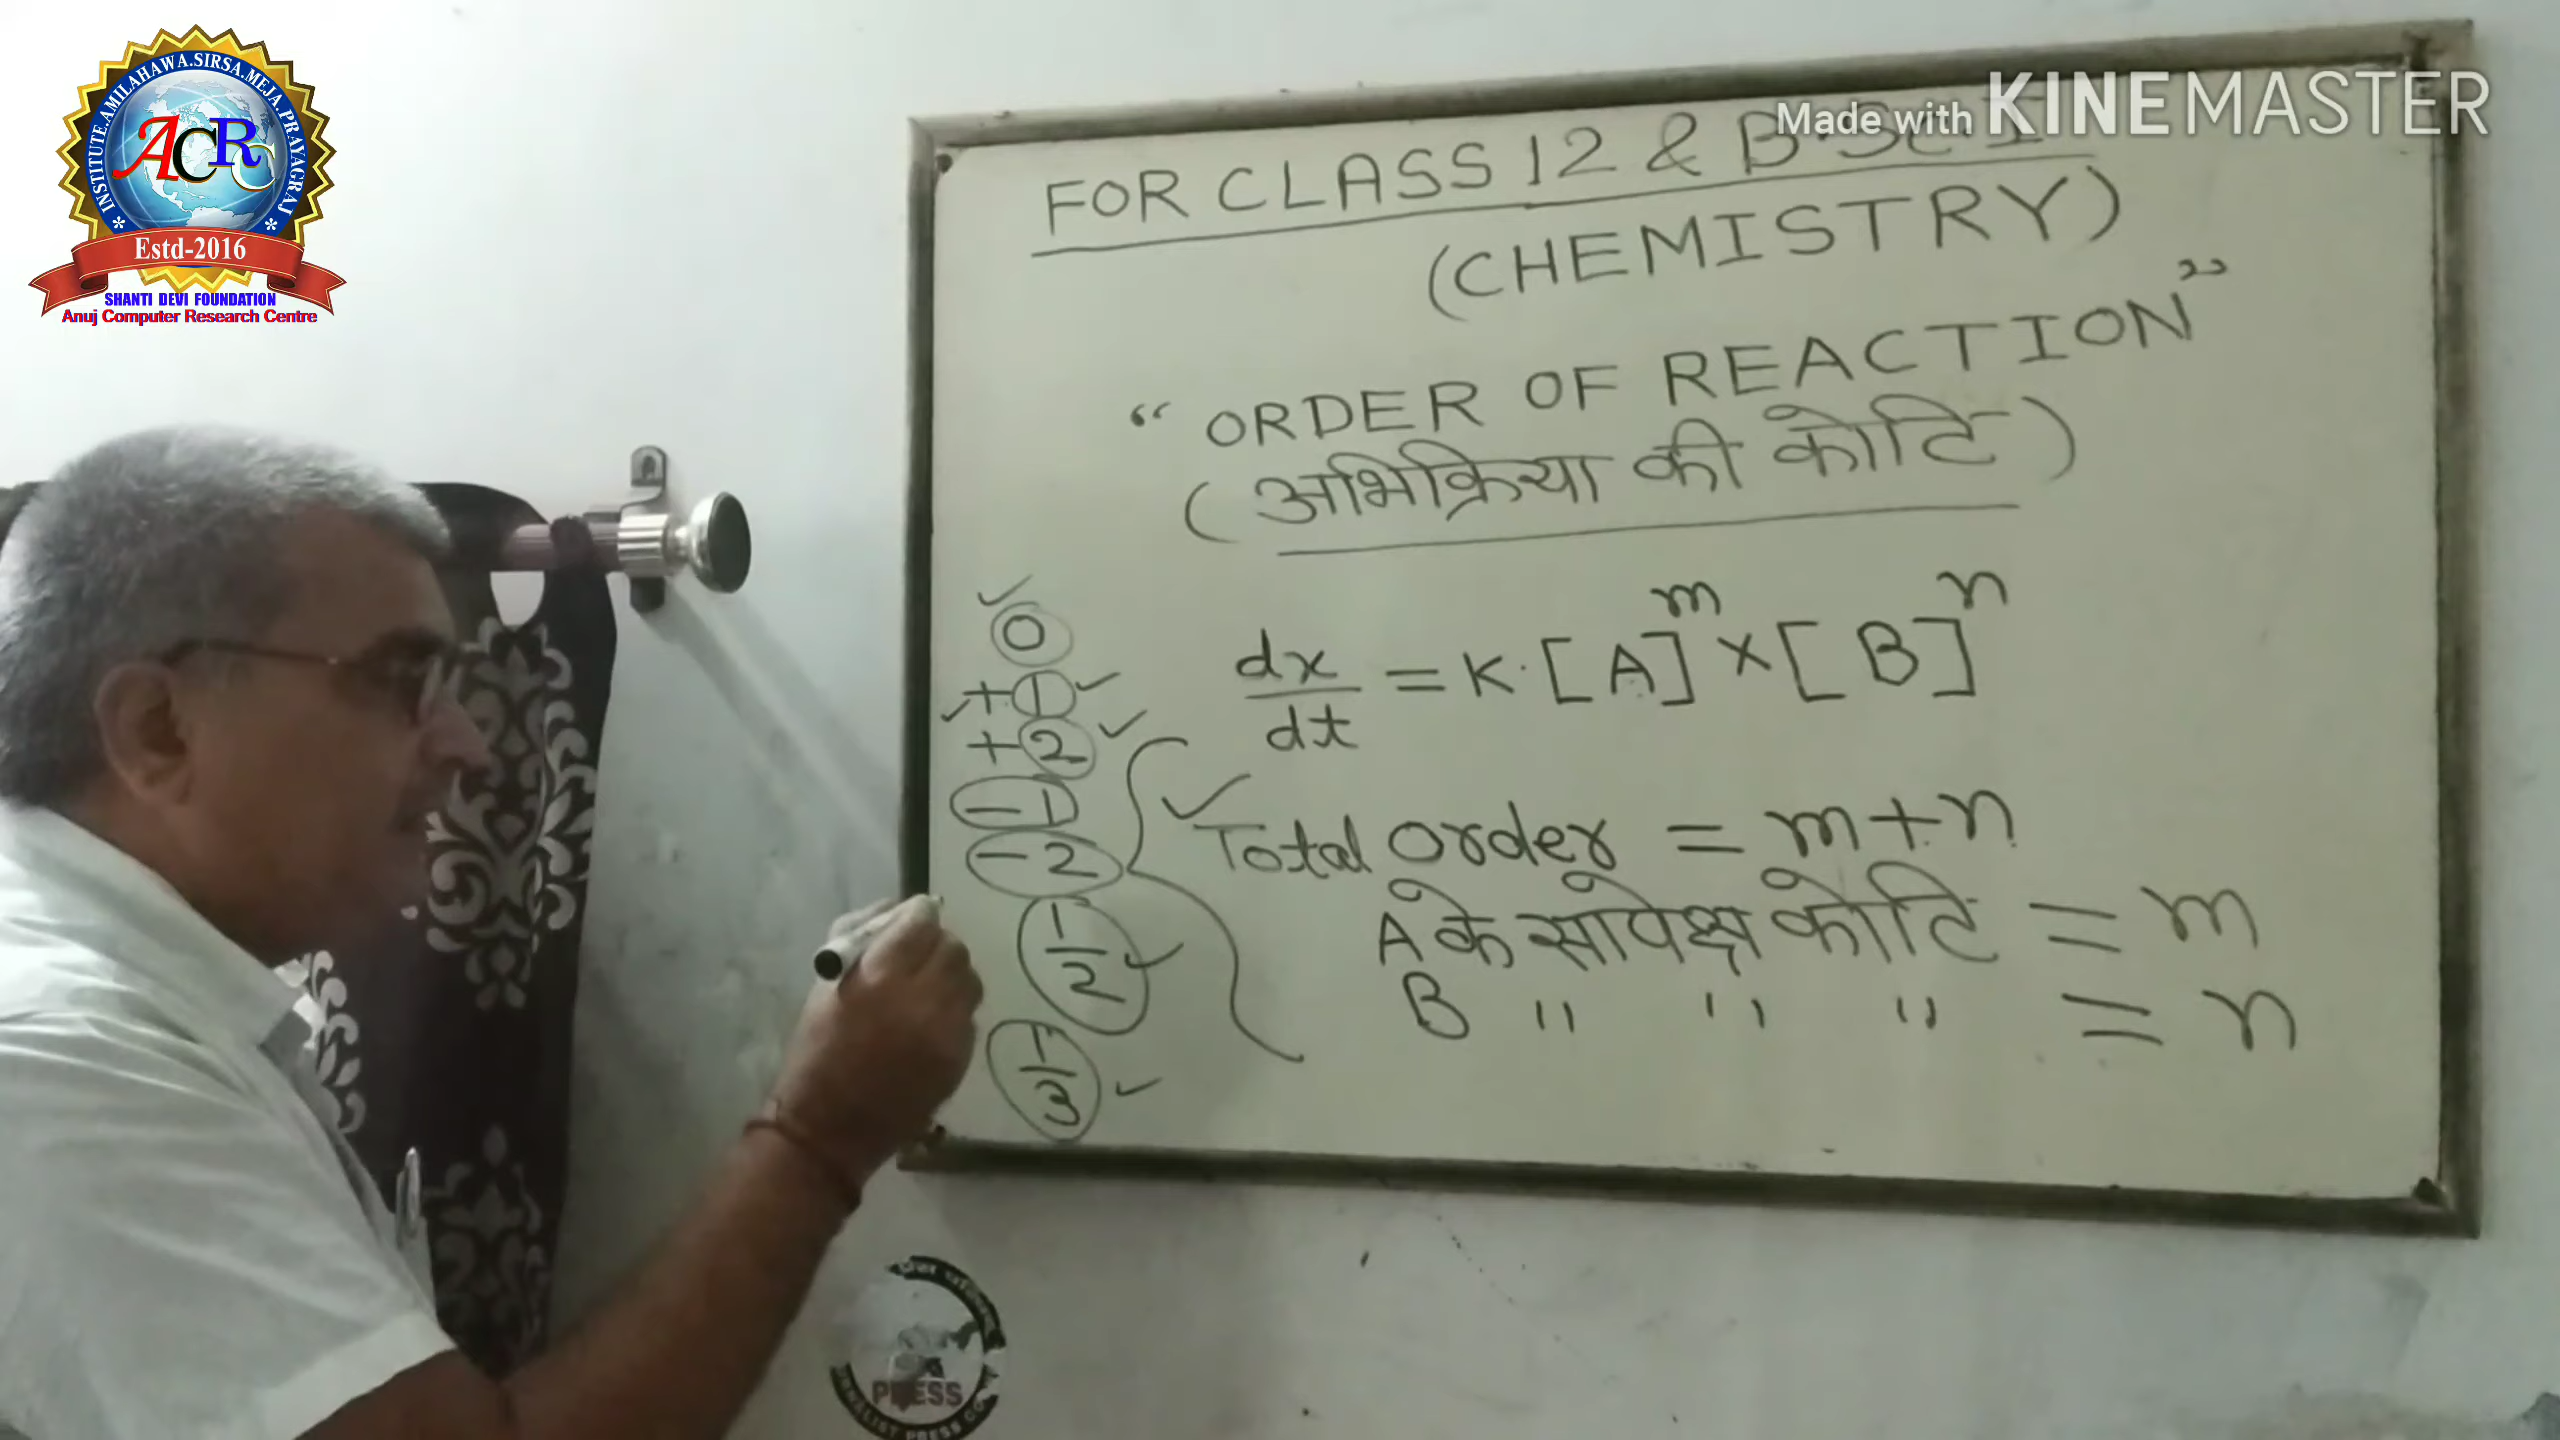 INSTITUTE.AMILAHAWA.SIRSA.MEJA.PRAYAGRAJ
ACRC
Estd-2016
SHANTI DEVI FOUNDATION
Anuj Computer Research Centre
Made with KINEMASTER
FOR CLASS 12 & B.Sc.I
(CHEMISTRY)
“ ORDER OF REACTION ”
( अभिक्रिया की कोटि )
0
+1
+2
-1
-2
1/2
1/3
dx/dt = K·[A]^m × [B]^n
Total order = m+n
A के सापेक्ष कोटि = m
B " " " = n
PRESS